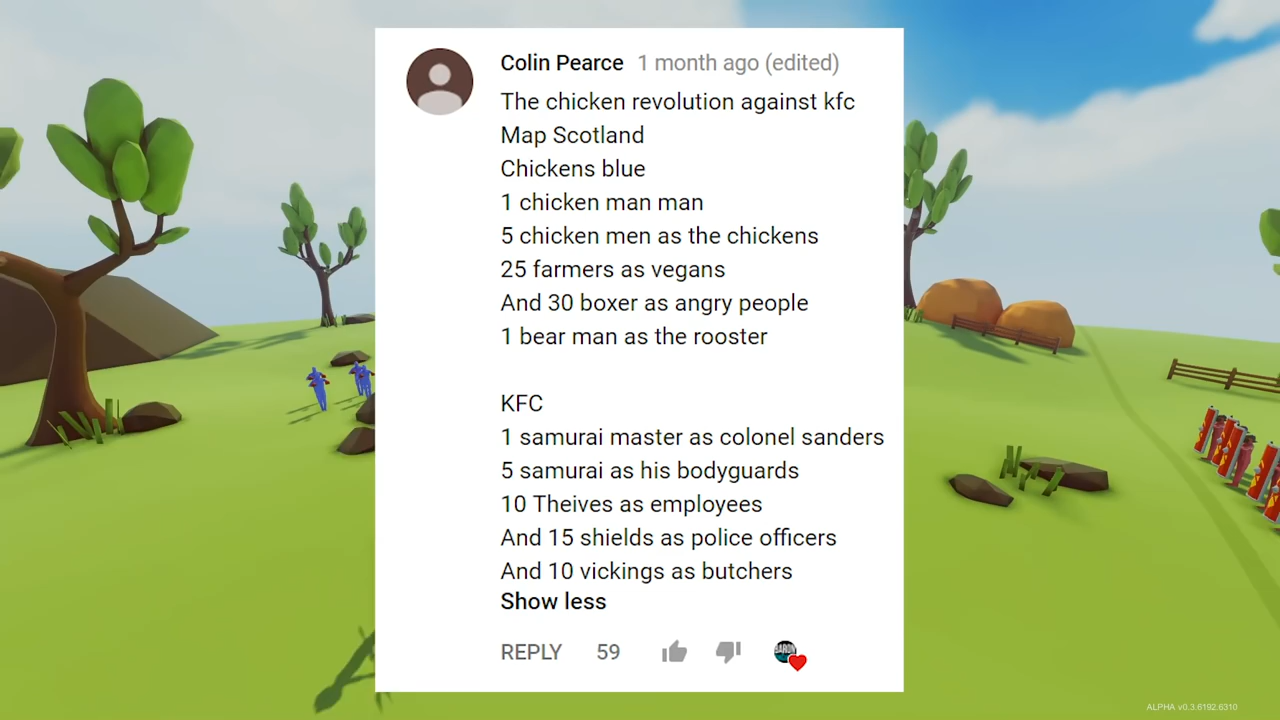 Colin Pearce 1 month ago (edited)
The chicken revolution against kfc
Map Scotland
Chickens blue
1 chicken man man
5 chicken men as the chickens
25 farmers as vegans
And 30 boxer as angry people
1 bear man as the rooster
KFC
1 samurai master as colonel sanders
5 samurai as his bodyguards
10 Theives as employees
And 15 shields as police officers
And 10 vickings as butchers
Show less
REPLY 59
BARON
ALPHA v0.3.6192.6310